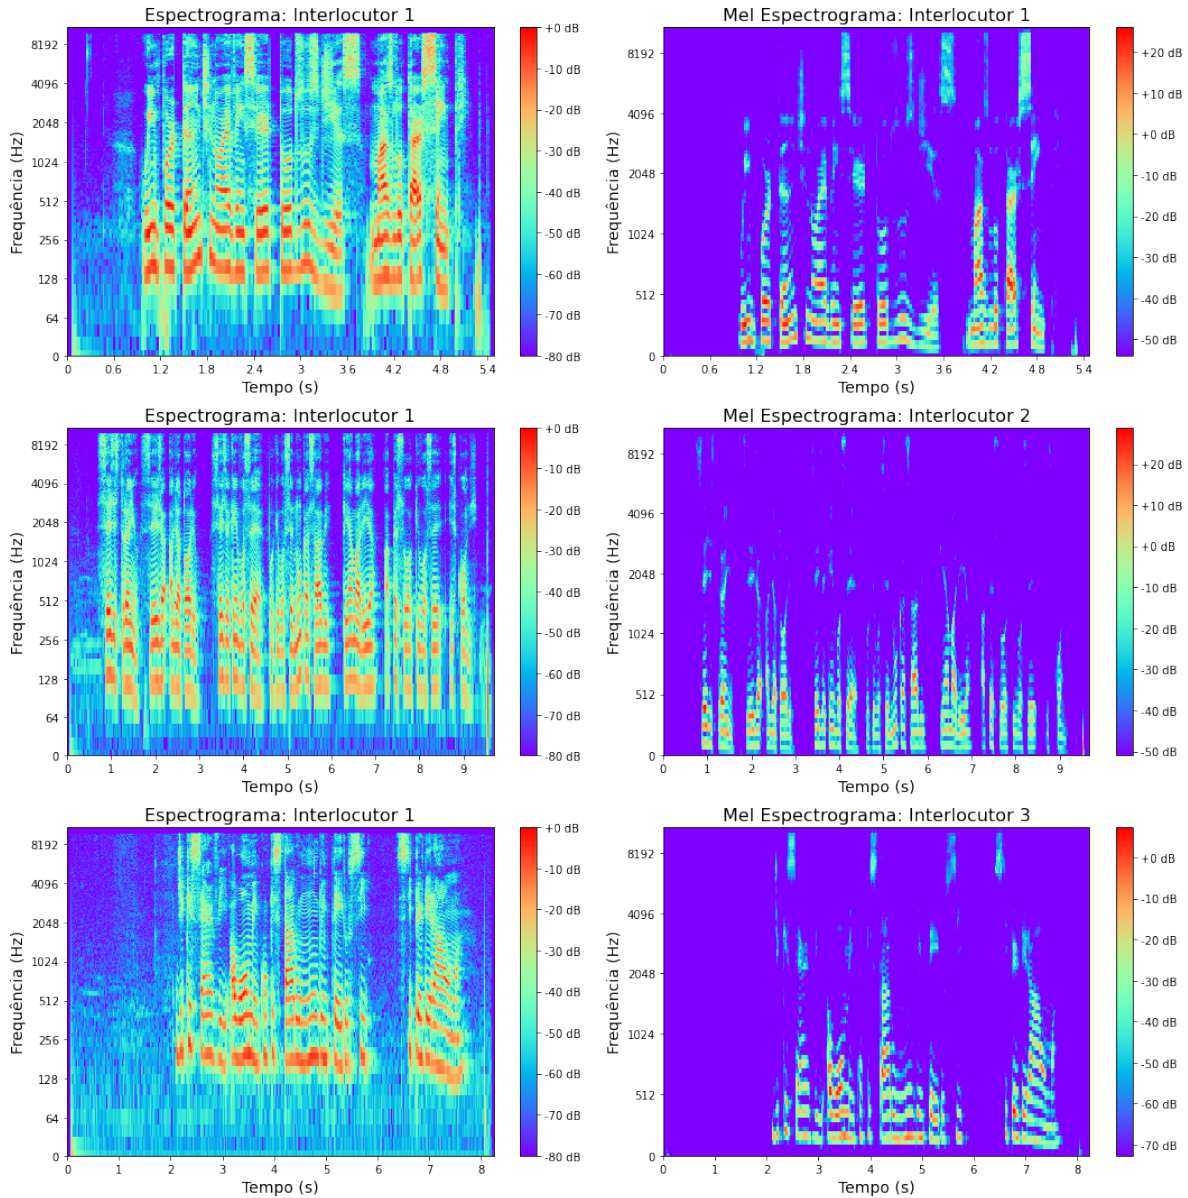 Espectrograma: Interlocutor 1
Frequência (Hz)
8192
4096
2048
1024
512
256
128
64
0
0 0.6 1.2 1.8 2.4 3 3.6 4.2 4.8 5.4
Tempo (s)
+0 dB
-10 dB
-20 dB
-30 dB
-40 dB
-50 dB
-60 dB
-70 dB
-80 dB
Mel Espectrograma: Interlocutor 1
Frequência (Hz)
8192
4096
2048
1024
512
0
0 0.6 1.2 1.8 2.4 3 3.6 4.2 4.8 5.4
Tempo (s)
+20 dB
+10 dB
+0 dB
-10 dB
-20 dB
-30 dB
-40 dB
-50 dB
Espectrograma: Interlocutor 1
Frequência (Hz)
8192
4096
2048
1024
512
256
128
64
0
0 1 2 3 4 5 6 7 8 9
Tempo (s)
+0 dB
-10 dB
-20 dB
-30 dB
-40 dB
-50 dB
-60 dB
-70 dB
-80 dB
Mel Espectrograma: Interlocutor 2
Frequência (Hz)
8192
4096
2048
1024
512
0
0 1 2 3 4 5 6 7 8 9
Tempo (s)
+20 dB
+10 dB
+0 dB
-10 dB
-20 dB
-30 dB
-40 dB
-50 dB
Espectrograma: Interlocutor 1
Frequência (Hz)
8192
4096
2048
1024
512
256
128
64
0
0 1 2 3 4 5 6 7 8
Tempo (s)
+0 dB
-10 dB
-20 dB
-30 dB
-40 dB
-50 dB
-60 dB
-70 dB
-80 dB
Mel Espectrograma: Interlocutor 3
Frequência (Hz)
8192
4096
2048
1024
512
0
0 1 2 3 4 5 6 7 8
Tempo (s)
+0 dB
-10 dB
-20 dB
-30 dB
-40 dB
-50 dB
-60 dB
-70 dB